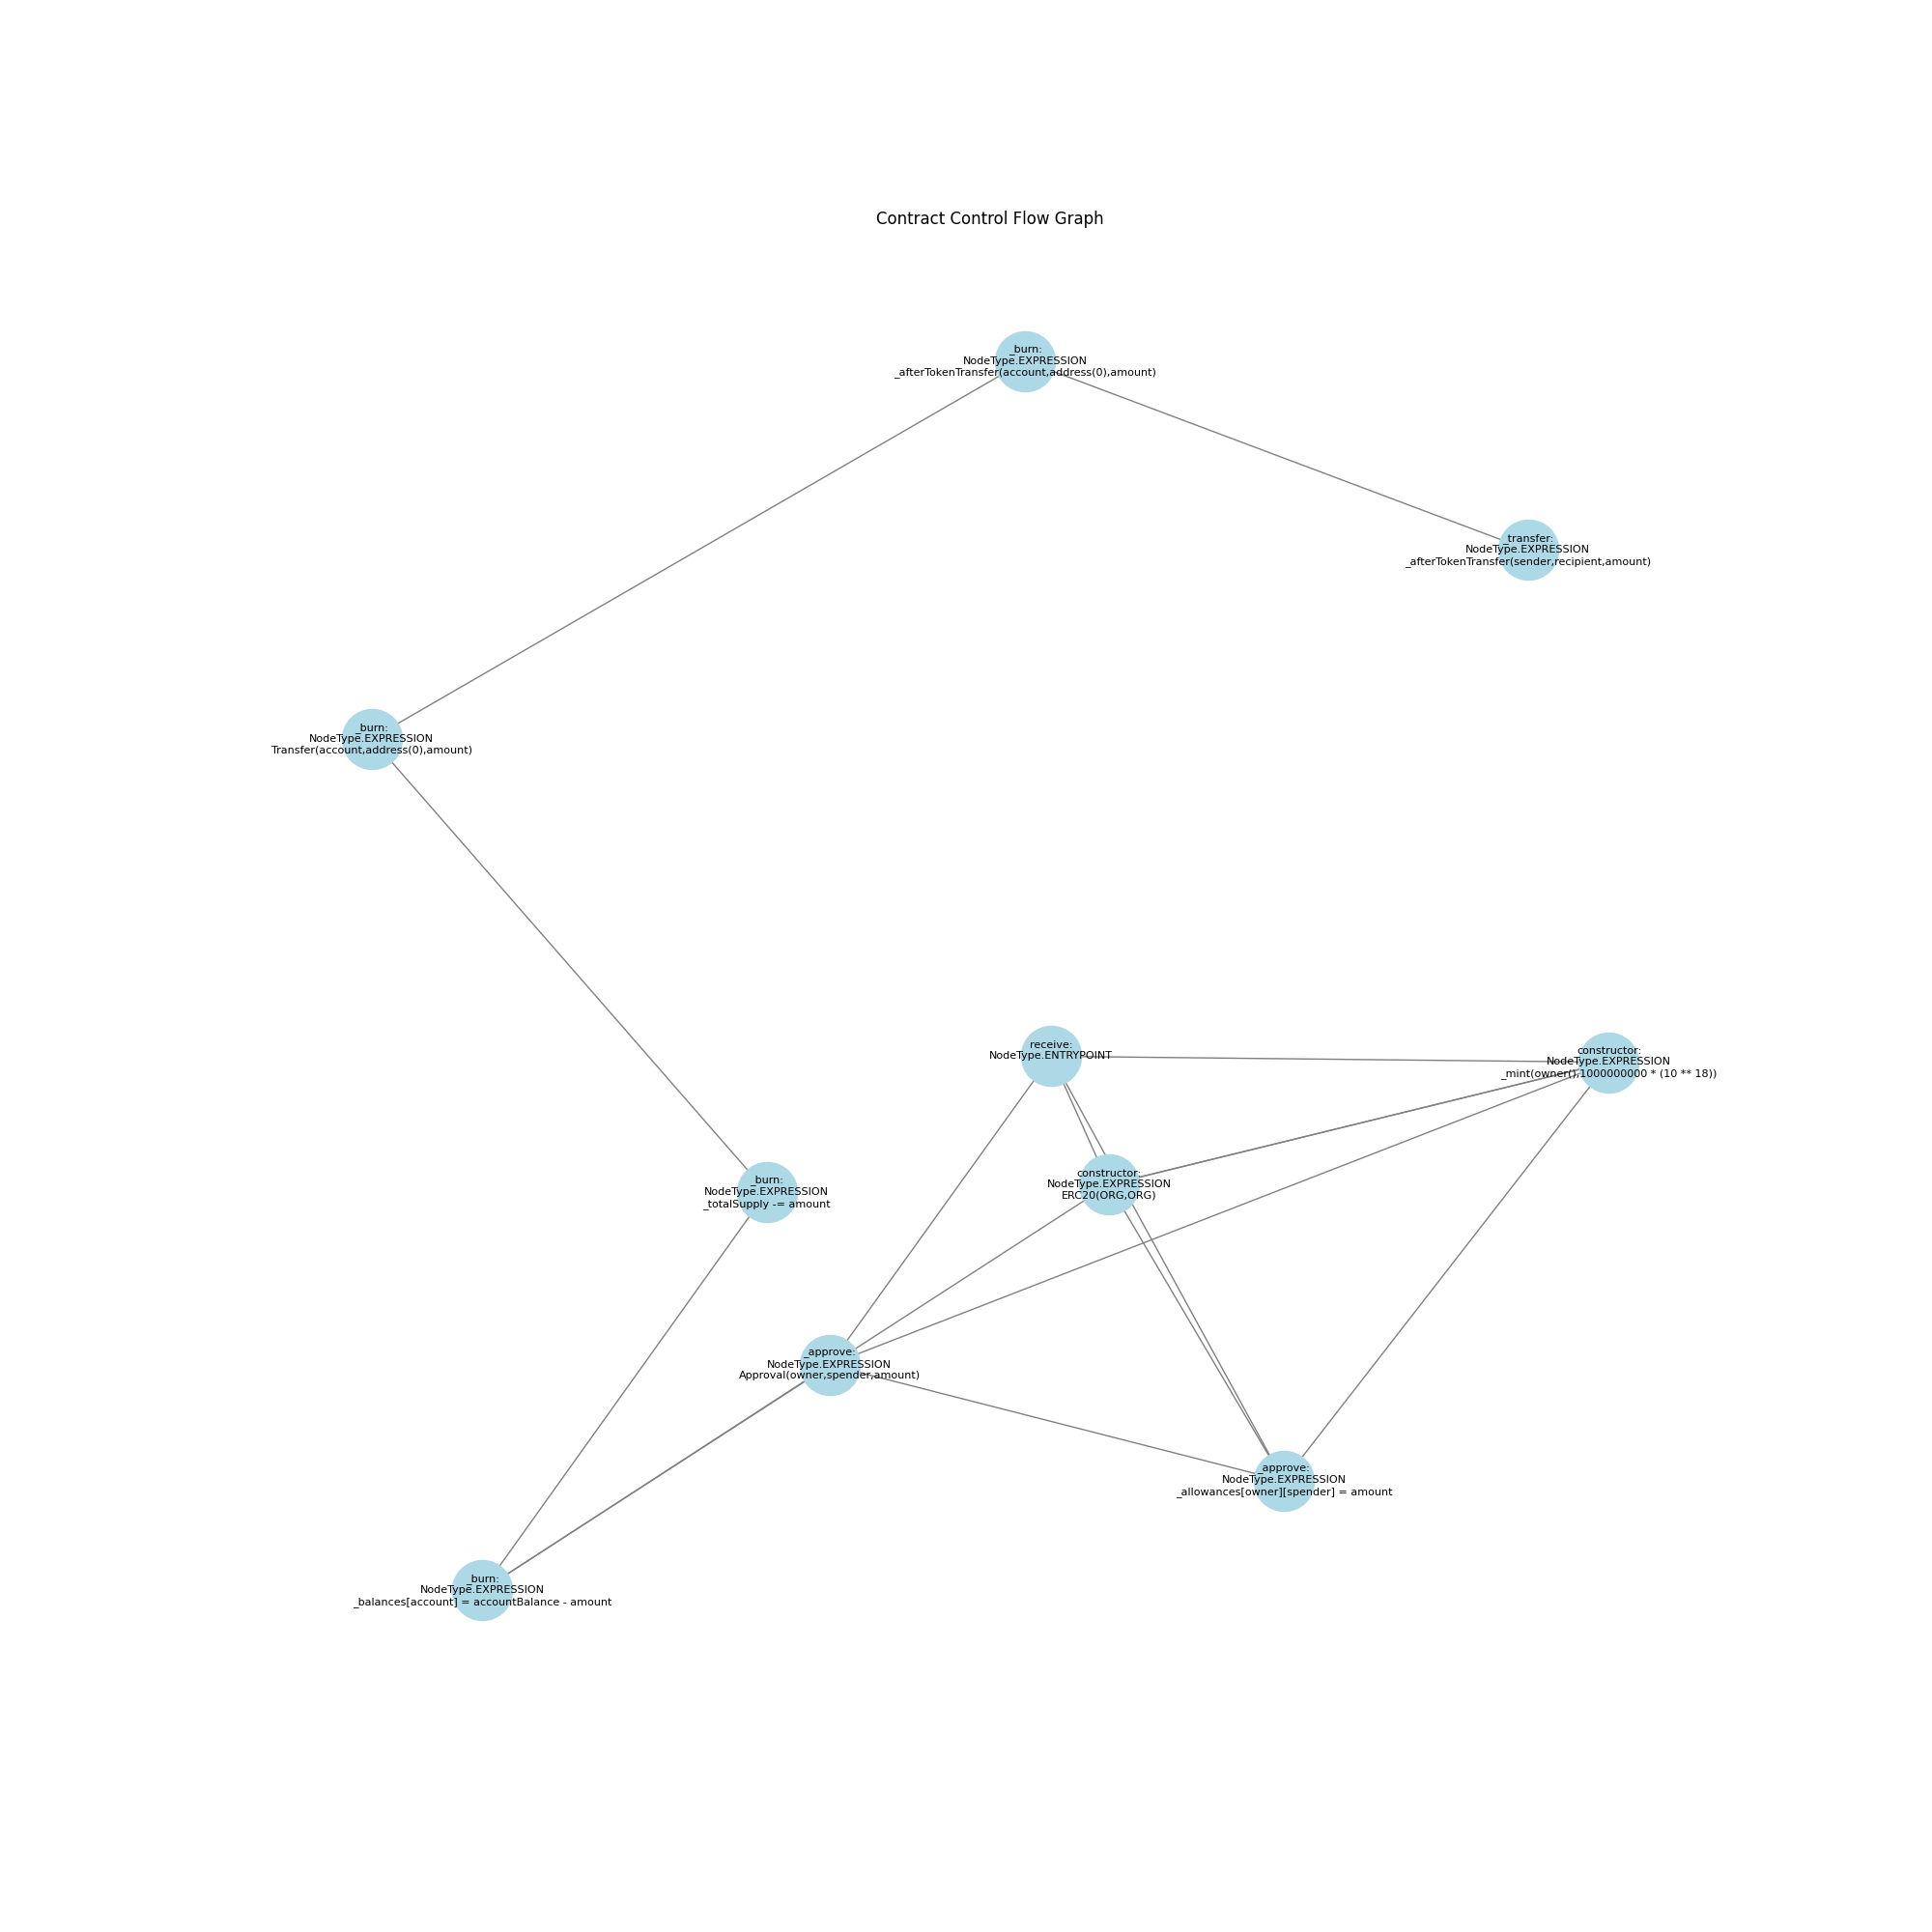 Contract Control Flow Graph
_burn:
NodeType.EXPRESSION
_afterTokenTransfer(account,address(0),amount)
_transfer:
NodeType.EXPRESSION
_afterTokenTransfer(sender,recipient,amount)
_burn:
NodeType.EXPRESSION
Transfer(account,address(0),amount)
receive:
NodeType.ENTRYPOINT
constructor:
NodeType.EXPRESSION
_mint(owner(),1000000000 * (10 ** 18))
constructor:
NodeType.EXPRESSION
ERC20(ORG,ORG)
_burn:
NodeType.EXPRESSION
_totalSupply -= amount
_approve:
NodeType.EXPRESSION
Approval(owner,spender,amount)
_approve:
NodeType.EXPRESSION
_allowances[owner][spender] = amount
_burn:
NodeType.EXPRESSION
_balances[account] = accountBalance - amount